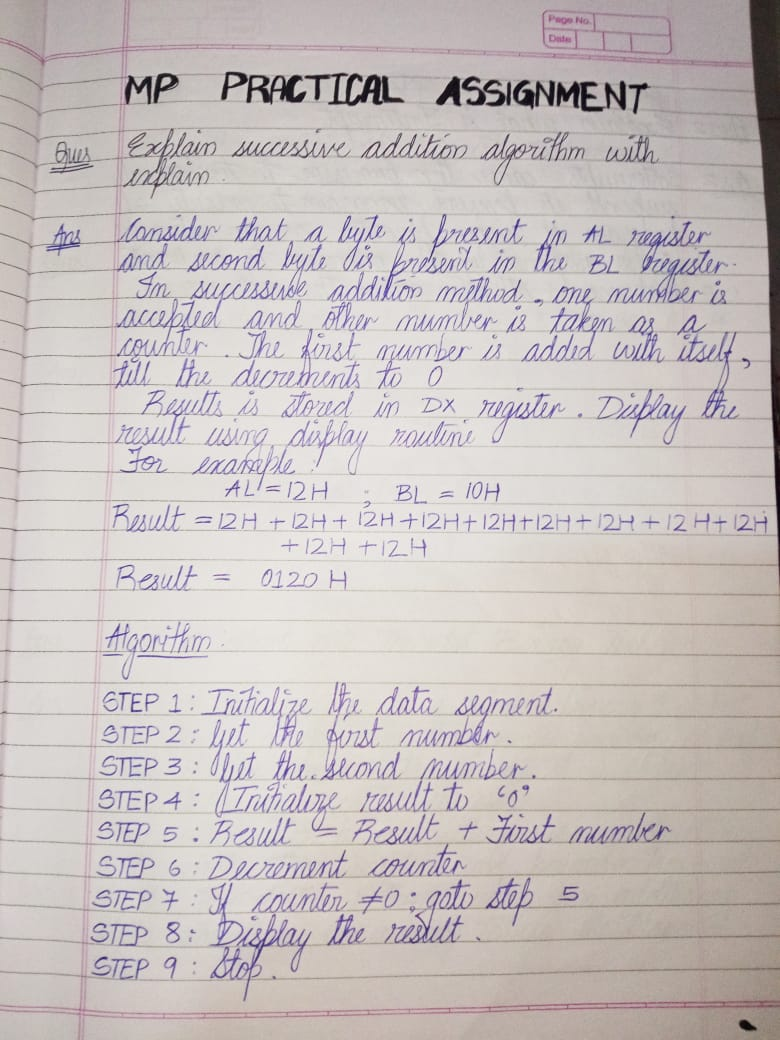 Page No.
Date
MP PRACTICAL ASSIGNMENT
Ques Explain successive addition algorithm with
explain.
Ans Consider that a byte is present in AL register
and second byte is present in the BL register.
In successive addition method, one number is
accepted and other number is taken as a
counter. The first number is added with itself,
till the decrements to 0
Results is stored in DX register. Display the
result using display routine
For example :
AL = 12H ; BL = 10H
Result = 12H + 12H + 12H + 12H + 12H + 12H + 12H + 12H + 12H
+ 12H + 12H
Result = 0120 H
Algorithm.
STEP 1 : Initialize the data segment.
STEP 2 : Get the first number.
STEP 3 : Get the second number.
STEP 4 : Initialize result to "0"
STEP 5 : Result = Result + First number
STEP 6 : Decrement counter
STEP 7 : If counter ≠0 ; goto step 5
STEP 8 : Display the result.
STEP 9 : Stop.